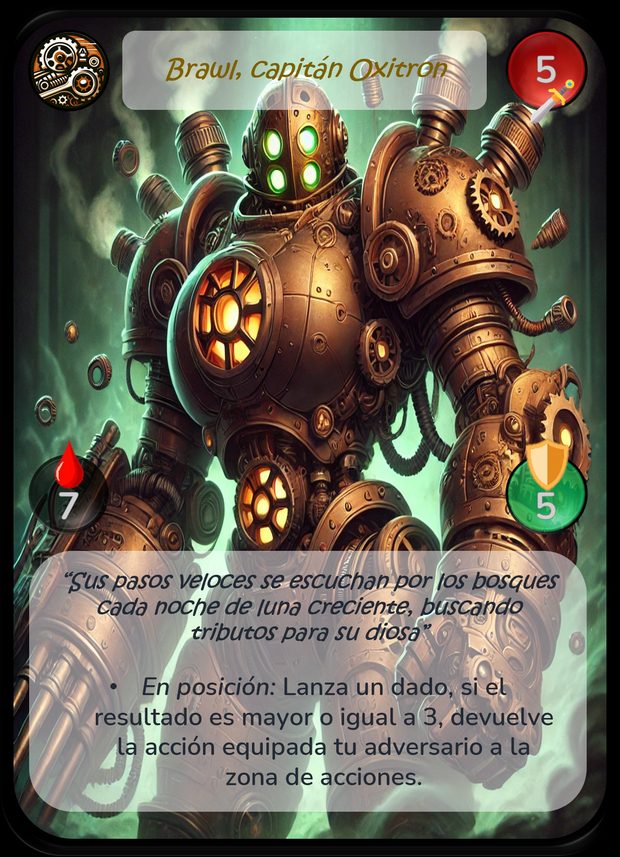 Brawl, capitán Oxitron
5
7
5
“Sus pasos veloces se escuchan por los bosques
cada noche de luna creciente, buscando
tributos para su diosa”
• En posición: Lanza un dado, si el
resultado es mayor o igual a 3, devuelve
la acción equipada tu adversario a la
zona de acciones.